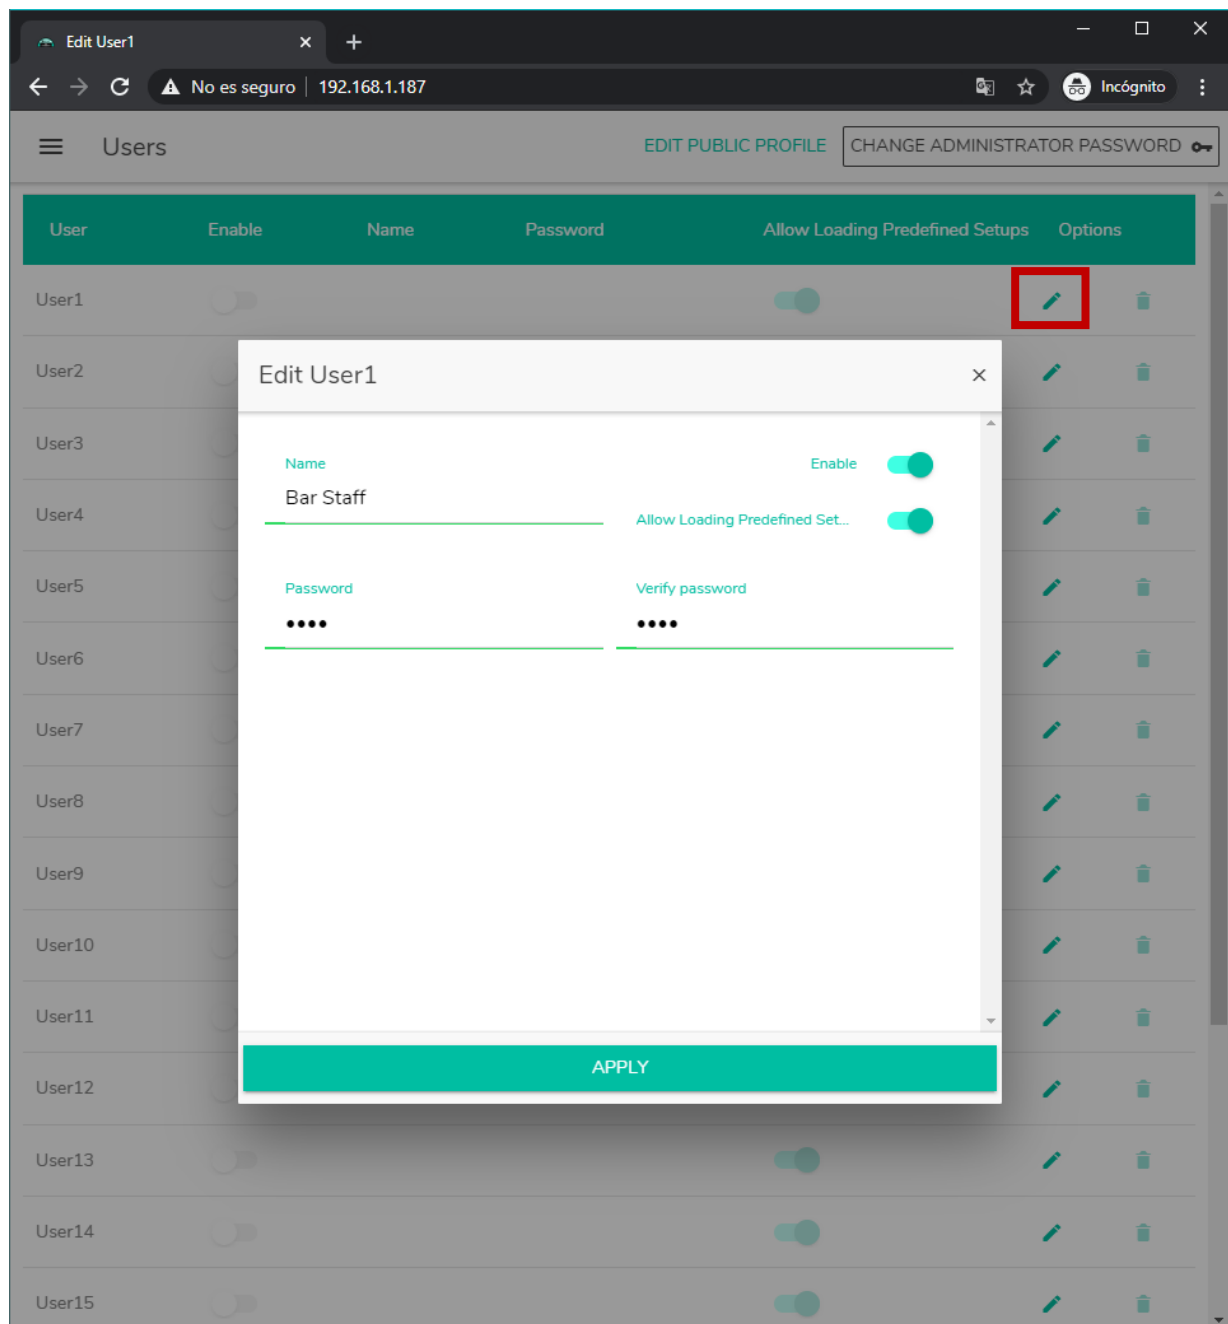 Edit User1
No es seguro | 192.168.1.187
Incógnito
Users
EDIT PUBLIC PROFILE
CHANGE ADMINISTRATOR PASSWORD
User Enable Name Password Allow Loading Predefined Setups Options
User1
User2
User3
User4
User5
User6
User7
User8
User9
User10
User11
User12
User13
User14
User15
Edit User1
Name
Bar Staff
Enable
Allow Loading Predefined Set...
Password
••••
Verify password
••••
APPLY